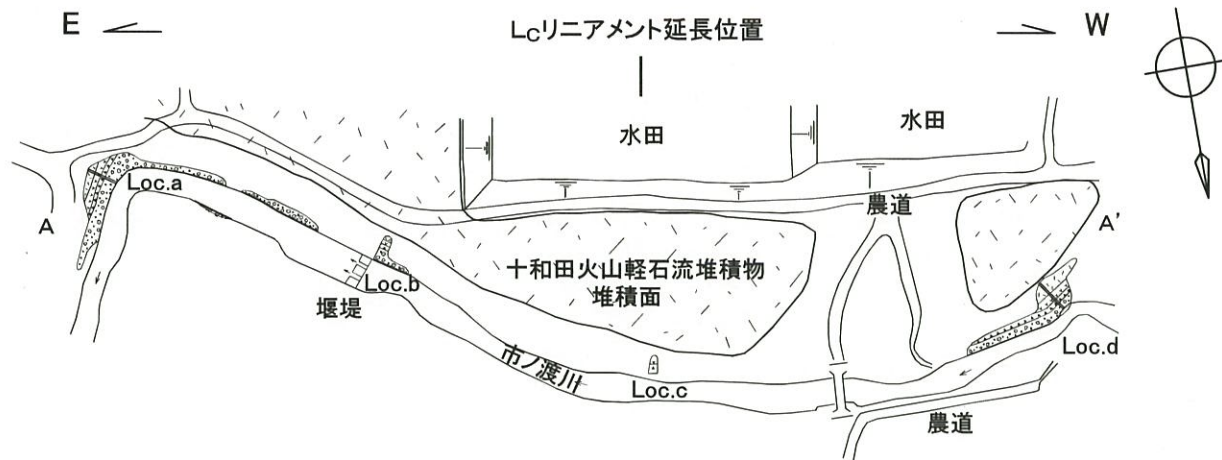 E
LCリニアメント延長位置
W
水田
水田
Loc.a
農道
A
A'
十和田火山軽石流堆積物
堆積面
Loc.b
堰堤
市ノ渡川
Loc.c
Loc.d
農道